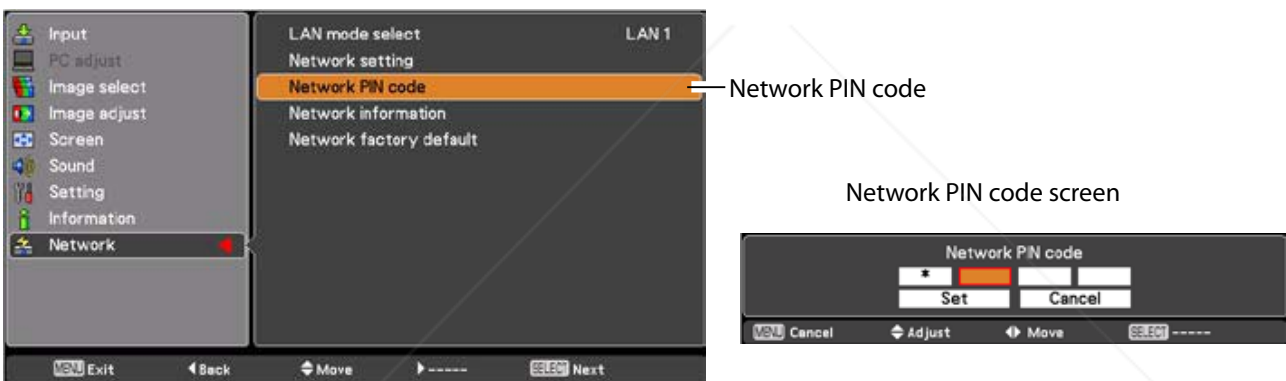 Input
PC adjust
Image select
Image adjust
Screen
Sound
Setting
Information
Network
LAN mode select LAN 1
Network setting
Network PIN code
Network information
Network factory default
MENU Exit Back Move ----- SELECT Next
Network PIN code
Network PIN code screen
Network PIN code
*
Set Cancel
MENU Cancel Adjust Move SELECT -----